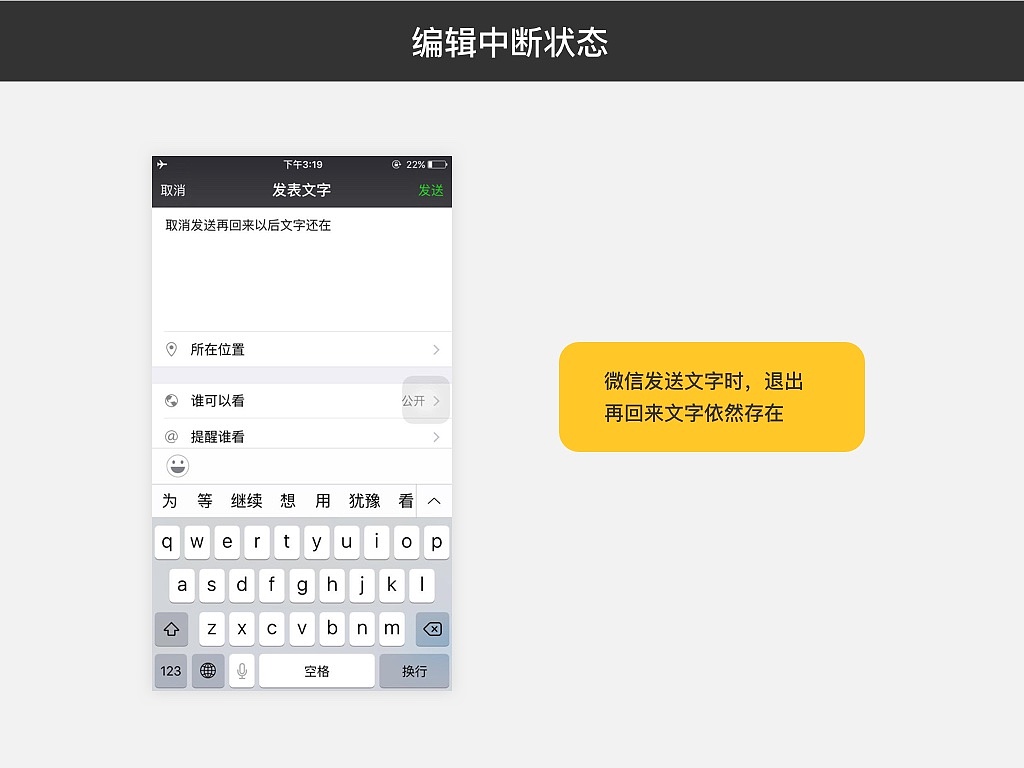 编辑中断状态
下午3:19 22%
取消 发表文字 发送
取消发送再回来以后文字还在
所在位置
谁可以看 公开
@ 提醒谁看
为 等 继续 想 用 犹豫 看
q w e r t y u i o p
a s d f g h j k l
z x c v b n m
123 空格 换行
微信发送文字时，退出
再回来文字依然存在